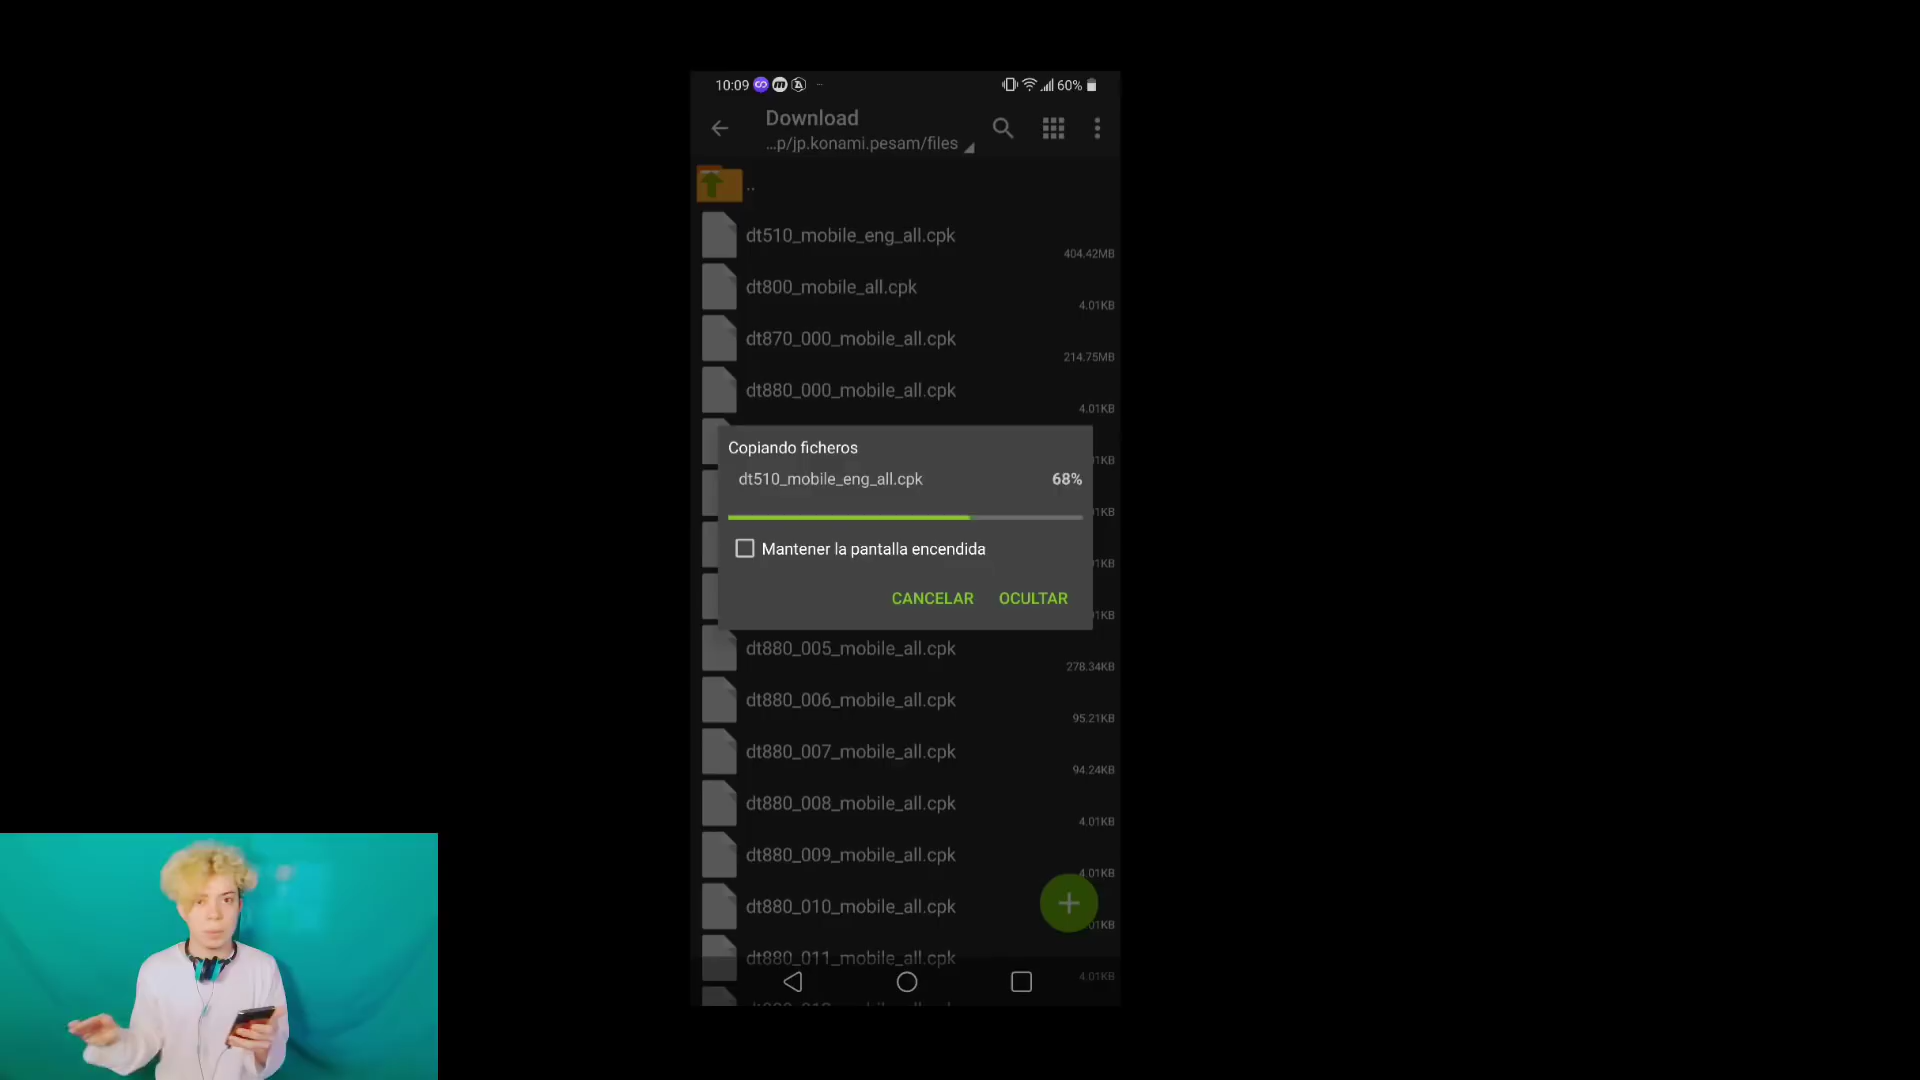 10:09
60%
Download
…p/jp.konami.pesam/files
..
dt510_mobile_eng_all.cpk
404.42MB
dt800_mobile_all.cpk
4.01KB
dt870_000_mobile_all.cpk
214.75MB
dt880_000_mobile_all.cpk
4.01KB
Copiando ficheros
dt510_mobile_eng_all.cpk 68%
Mantener la pantalla encendida
CANCELAR OCULTAR
dt880_005_mobile_all.cpk
278.34KB
dt880_006_mobile_all.cpk
95.21KB
dt880_007_mobile_all.cpk
94.24KB
dt880_008_mobile_all.cpk
4.01KB
dt880_009_mobile_all.cpk
4.01KB
dt880_010_mobile_all.cpk
dt880_011_mobile_all.cpk
4.01KB